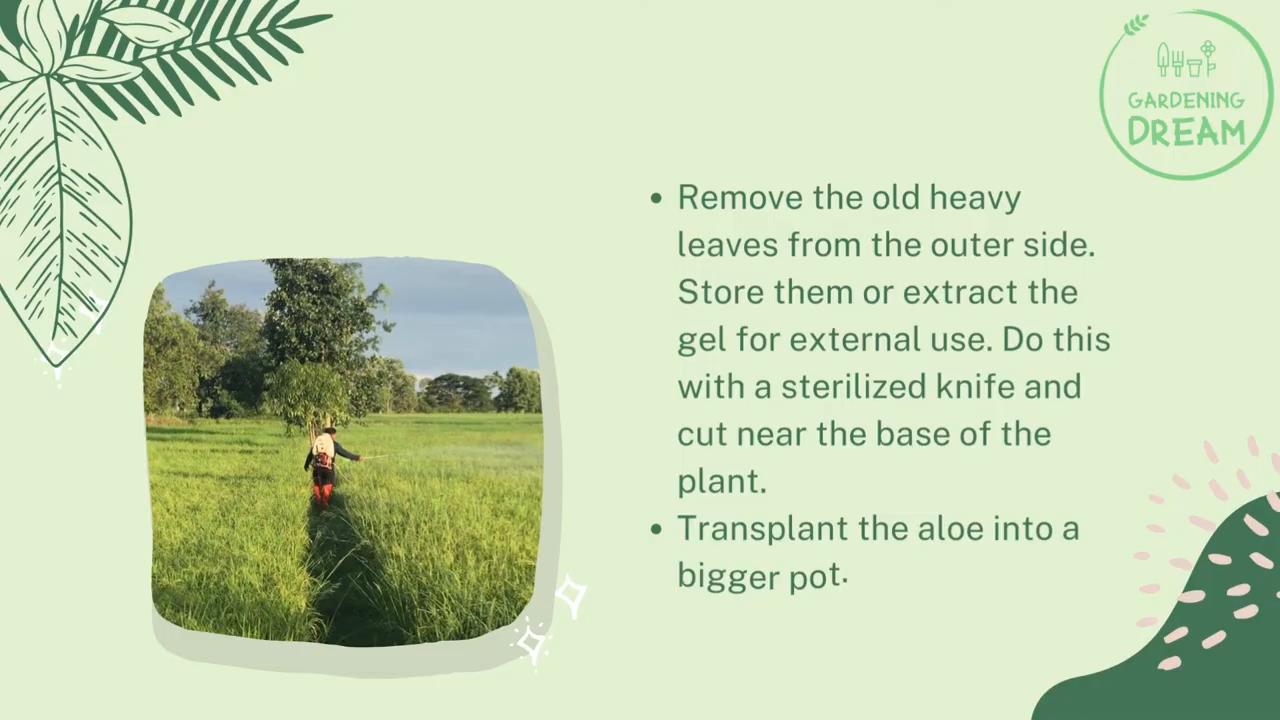 GARDENING
DREAM
• Remove the old heavy
leaves from the outer side.
Store them or extract the
gel for external use. Do this
with a sterilized knife and
cut near the base of the
plant.
• Transplant the aloe into a
bigger pot.